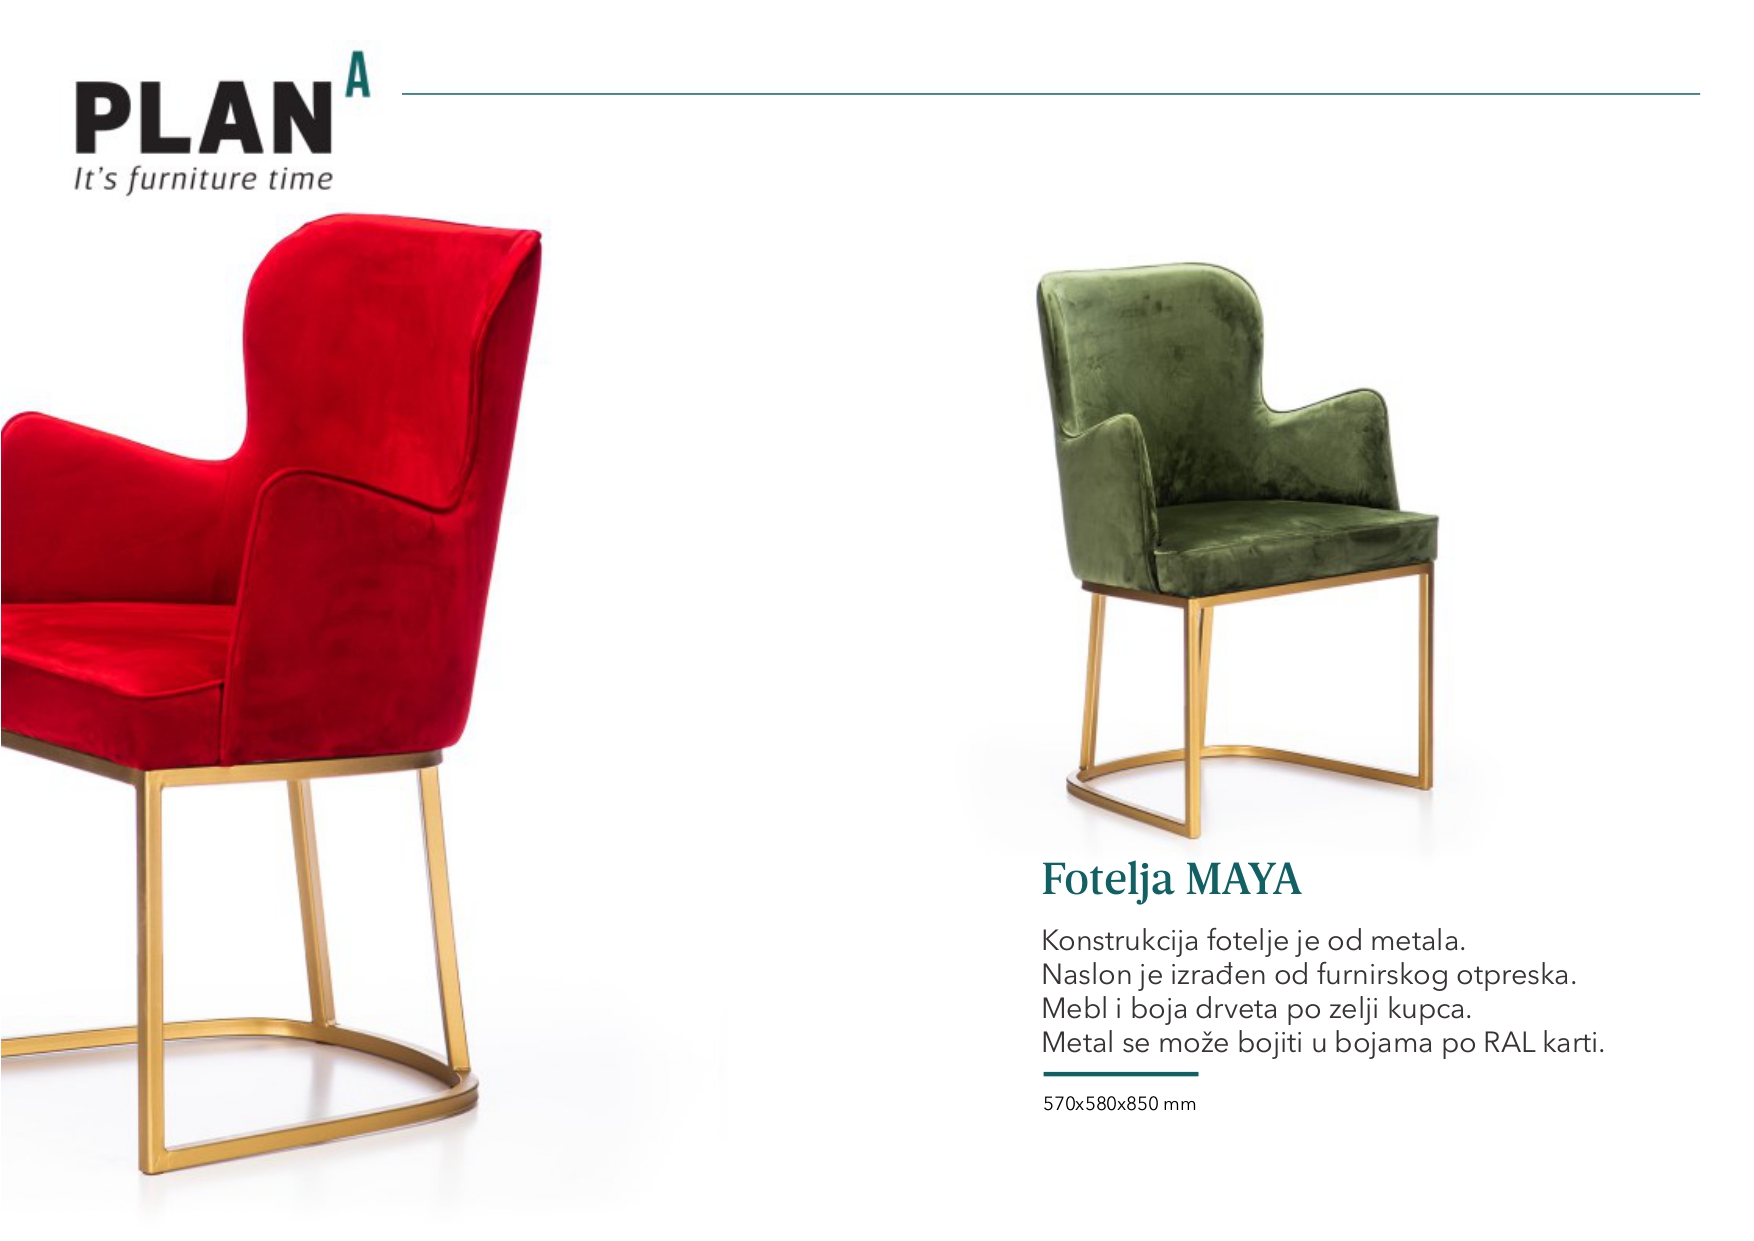 PLAN A
It's furniture time
Fotelja MAYA
Konstrukcija fotelje je od metala.
Naslon je izrađen od furnirskog otpreska.
Mebl i boja drveta po zelji kupca.
Metal se može bojiti u bojama po RAL karti.
570x580x850 mm